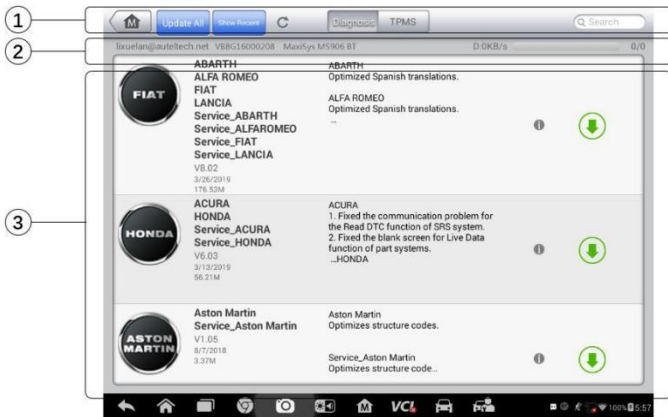 1
Update All
Show Recent
Diagnosis
TPMS
Search
2
lixuelan@auteltech.net VBBG16000208 MaxiSys MS906 BT
D.0KB/s
0/0
3
FIAT
ABARTH
ALFA ROMEO
FIAT
LANCIA
Service_ABARTH
Service_ALFAROMEO
Service_FIAT
Service_LANCIA
V8.02
3/26/2019
176.53M
ABARTH
Optimized Spanish translations.
ALFA ROMEO
Optimized Spanish translations.
...
HONDA
ACURA
HONDA
Service_ACURA
Service_HONDA
V6.03
3/13/2019
56.21M
ACURA
1. Fixed the communication problem for
the Read DTC function of SRS system.
2. Fixed the blank screen for Live Data
function of part systems.
...HONDA
ASTON
MARTIN
Aston Martin
Service_Aston Martin
V1.05
8/7/2018
3.37M
Aston Martin
Optimizes structure codes.
Service_Aston Martin
Optimizes structure code...
M
VCI
100% 5:57